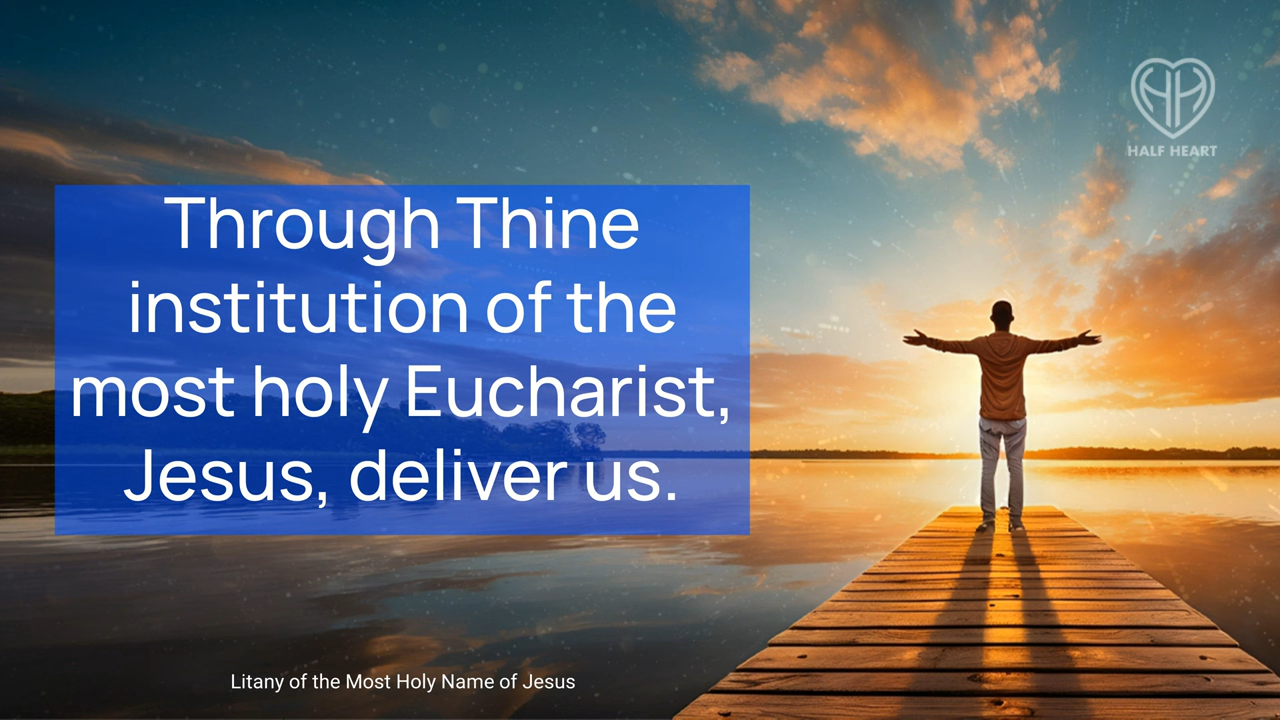 HALF HEART
Through Thine
institution of the
most holy Eucharist,
Jesus, deliver us.
Litany of the Most Holy Name of Jesus